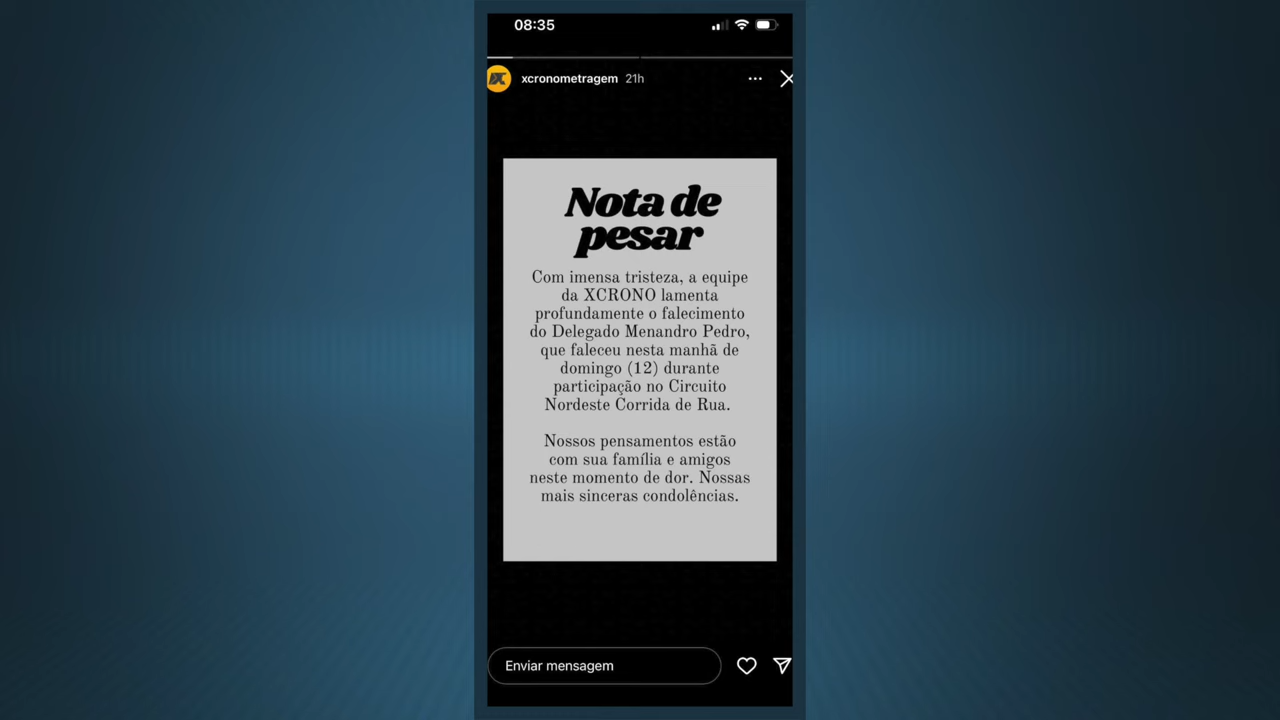 08:35
xcronometragem 21h
Nota de
pesar
Com imensa tristeza, a equipe
da XCRONO lamenta
profundamente o falecimento
do Delegado Menandro Pedro,
que faleceu nesta manhã de
domingo (12) durante
participação no Circuito
Nordeste Corrida de Rua.
Nossos pensamentos estão
com sua família e amigos
neste momento de dor. Nossas
mais sinceras condolências.
Enviar mensagem